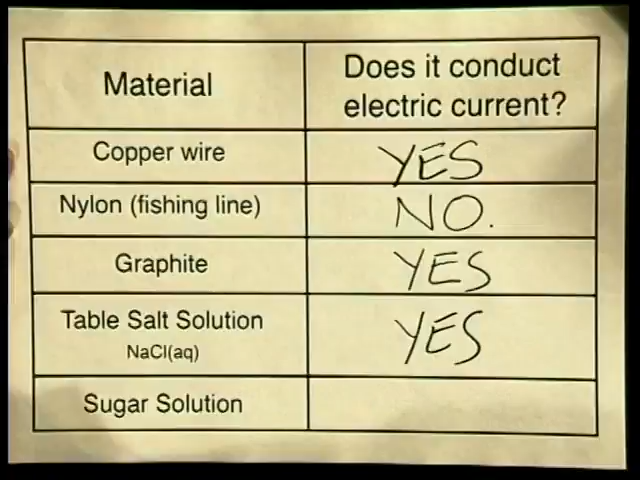 Material
Does it conduct
electric current?
Copper wire
YES
Nylon (fishing line)
NO.
Graphite
YES
Table Salt Solution
NaCl(aq)
YES
Sugar Solution